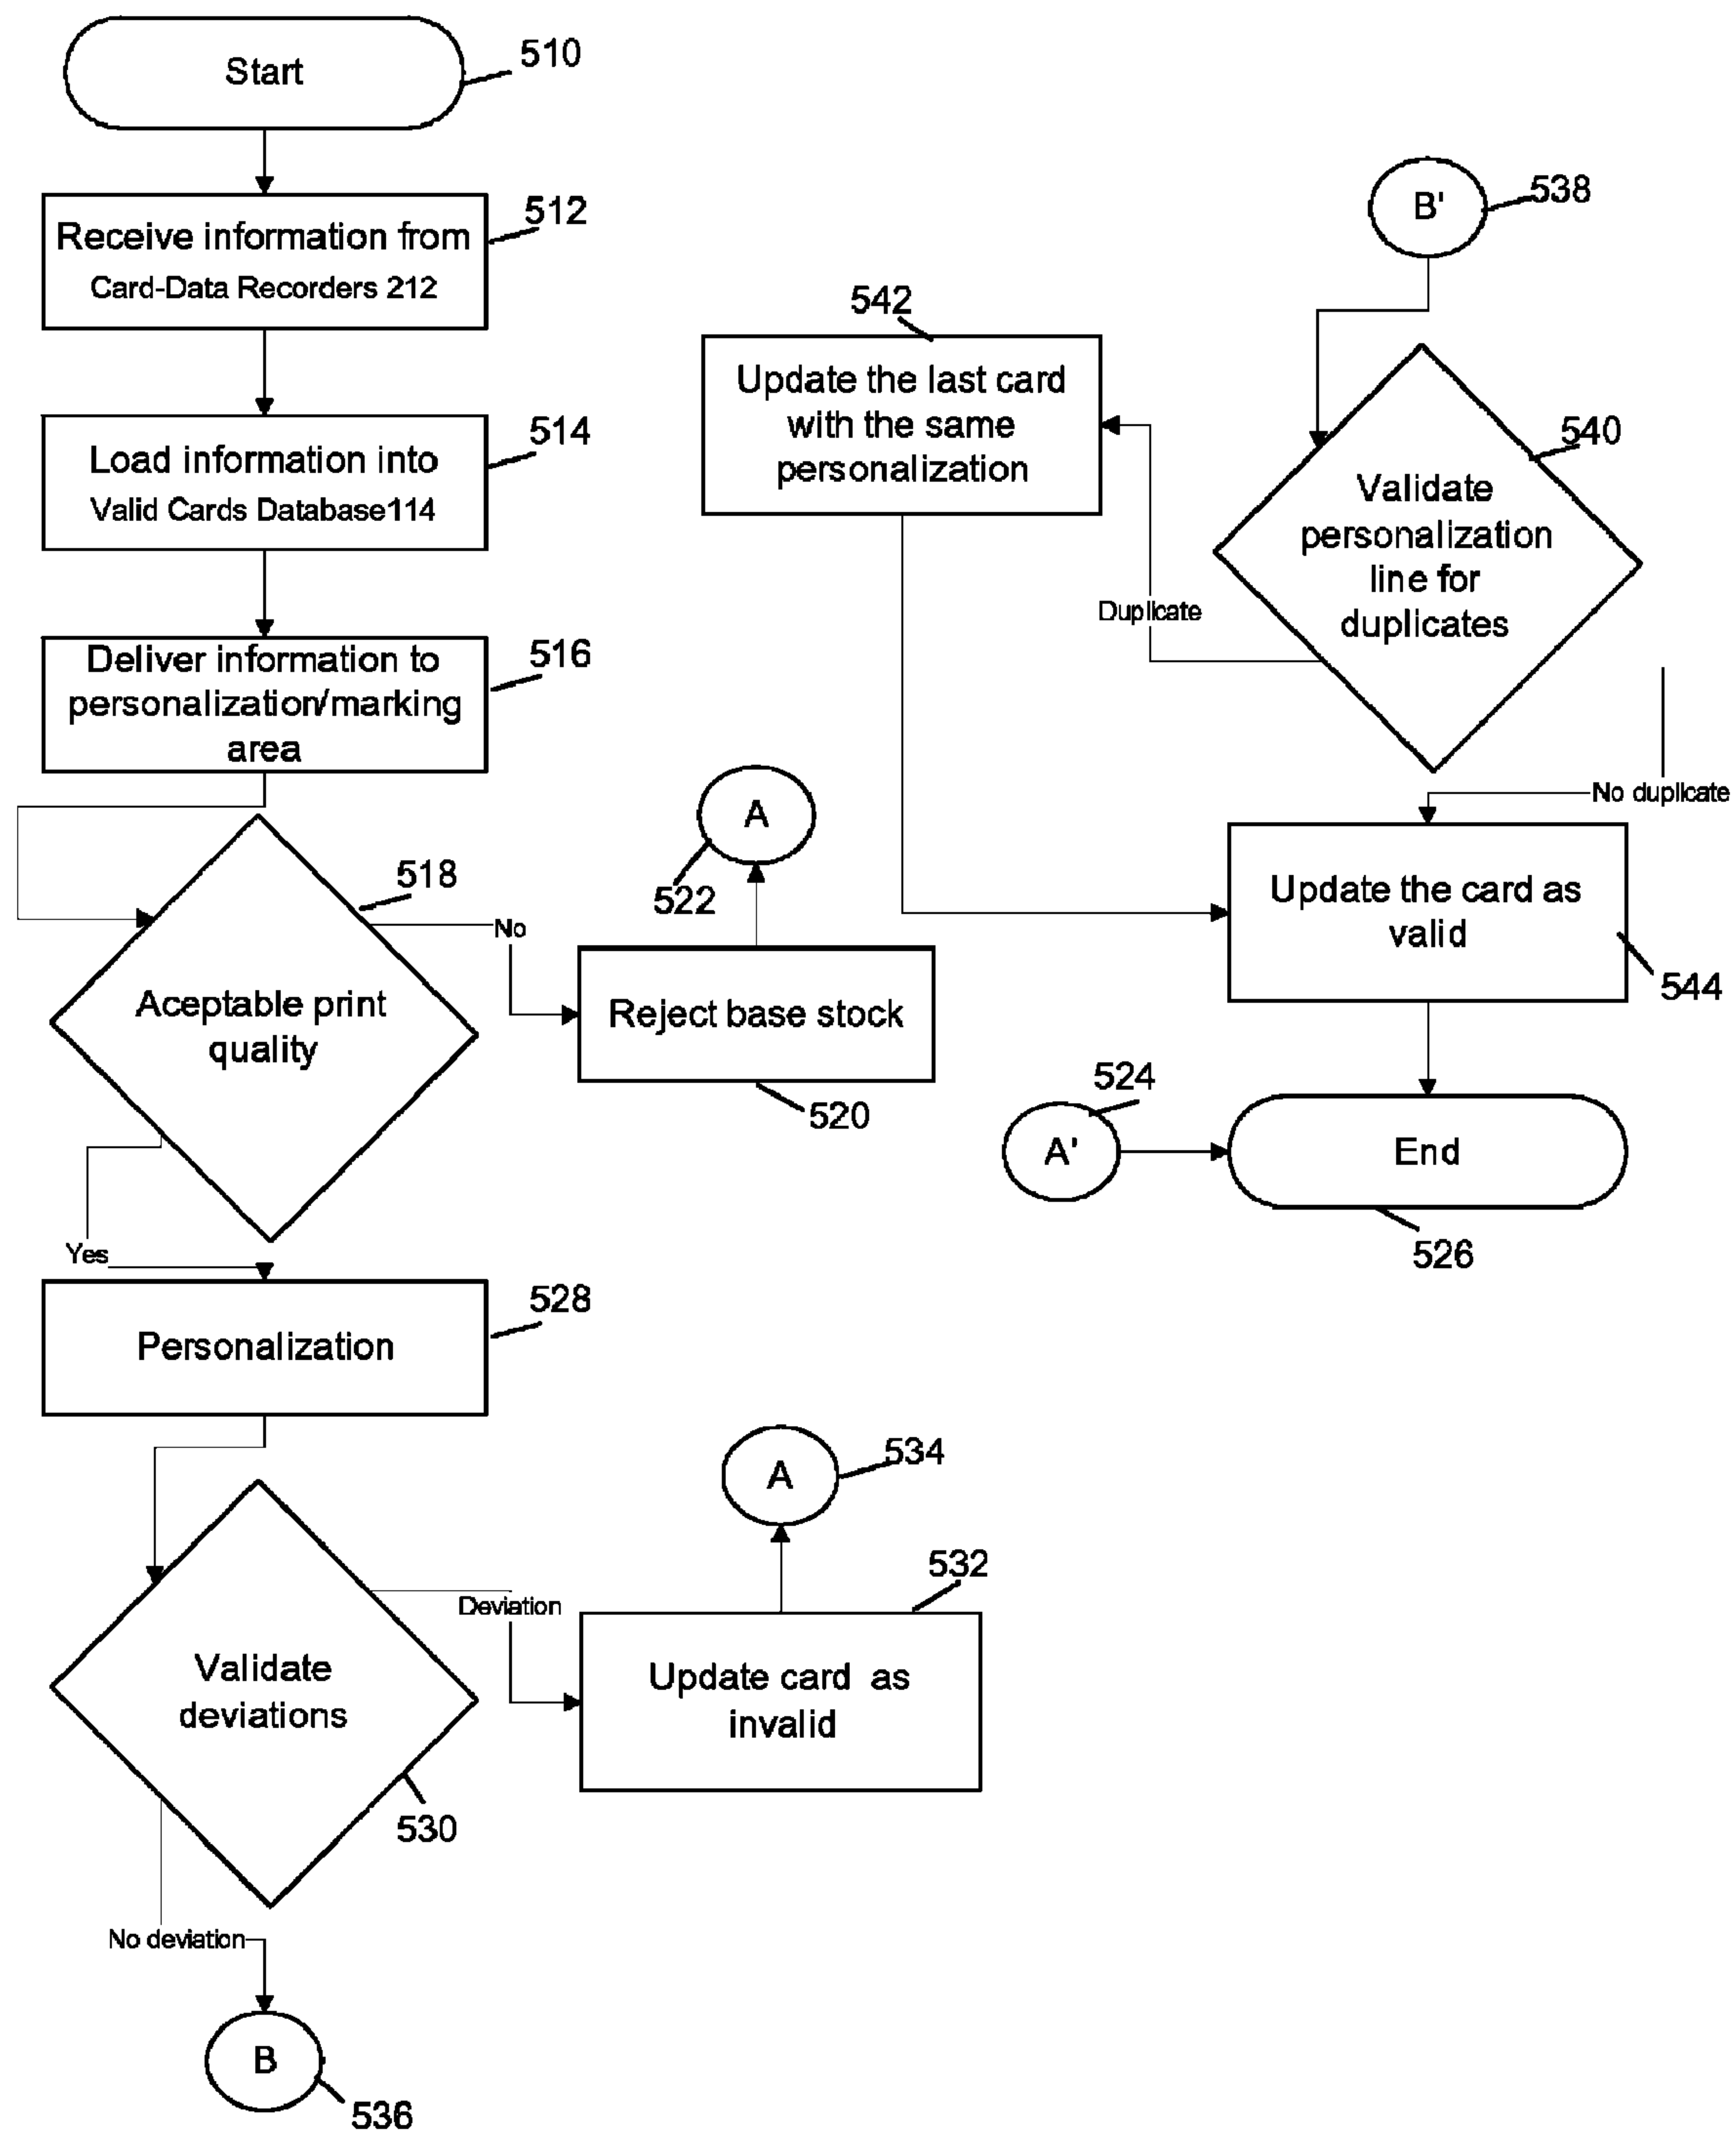 Start
510
Receive information from
Card-Data Recorders 212
512
Load information into
Valid Cards Database114
514
Deliver information to
personalization/marking
area
516
Aceptable print
quality
518
No
Yes
Reject base stock
520
A
522
Personalization
528
Validate
deviations
530
Deviation
No deviation
Update card as
invalid
532
A
534
B
536
B'
538
Validate
personalization
line for
duplicates
540
Duplicate
No duplicate
542
Update the last card
with the same
personalization
Update the card as
valid
544
524
A'
End
526